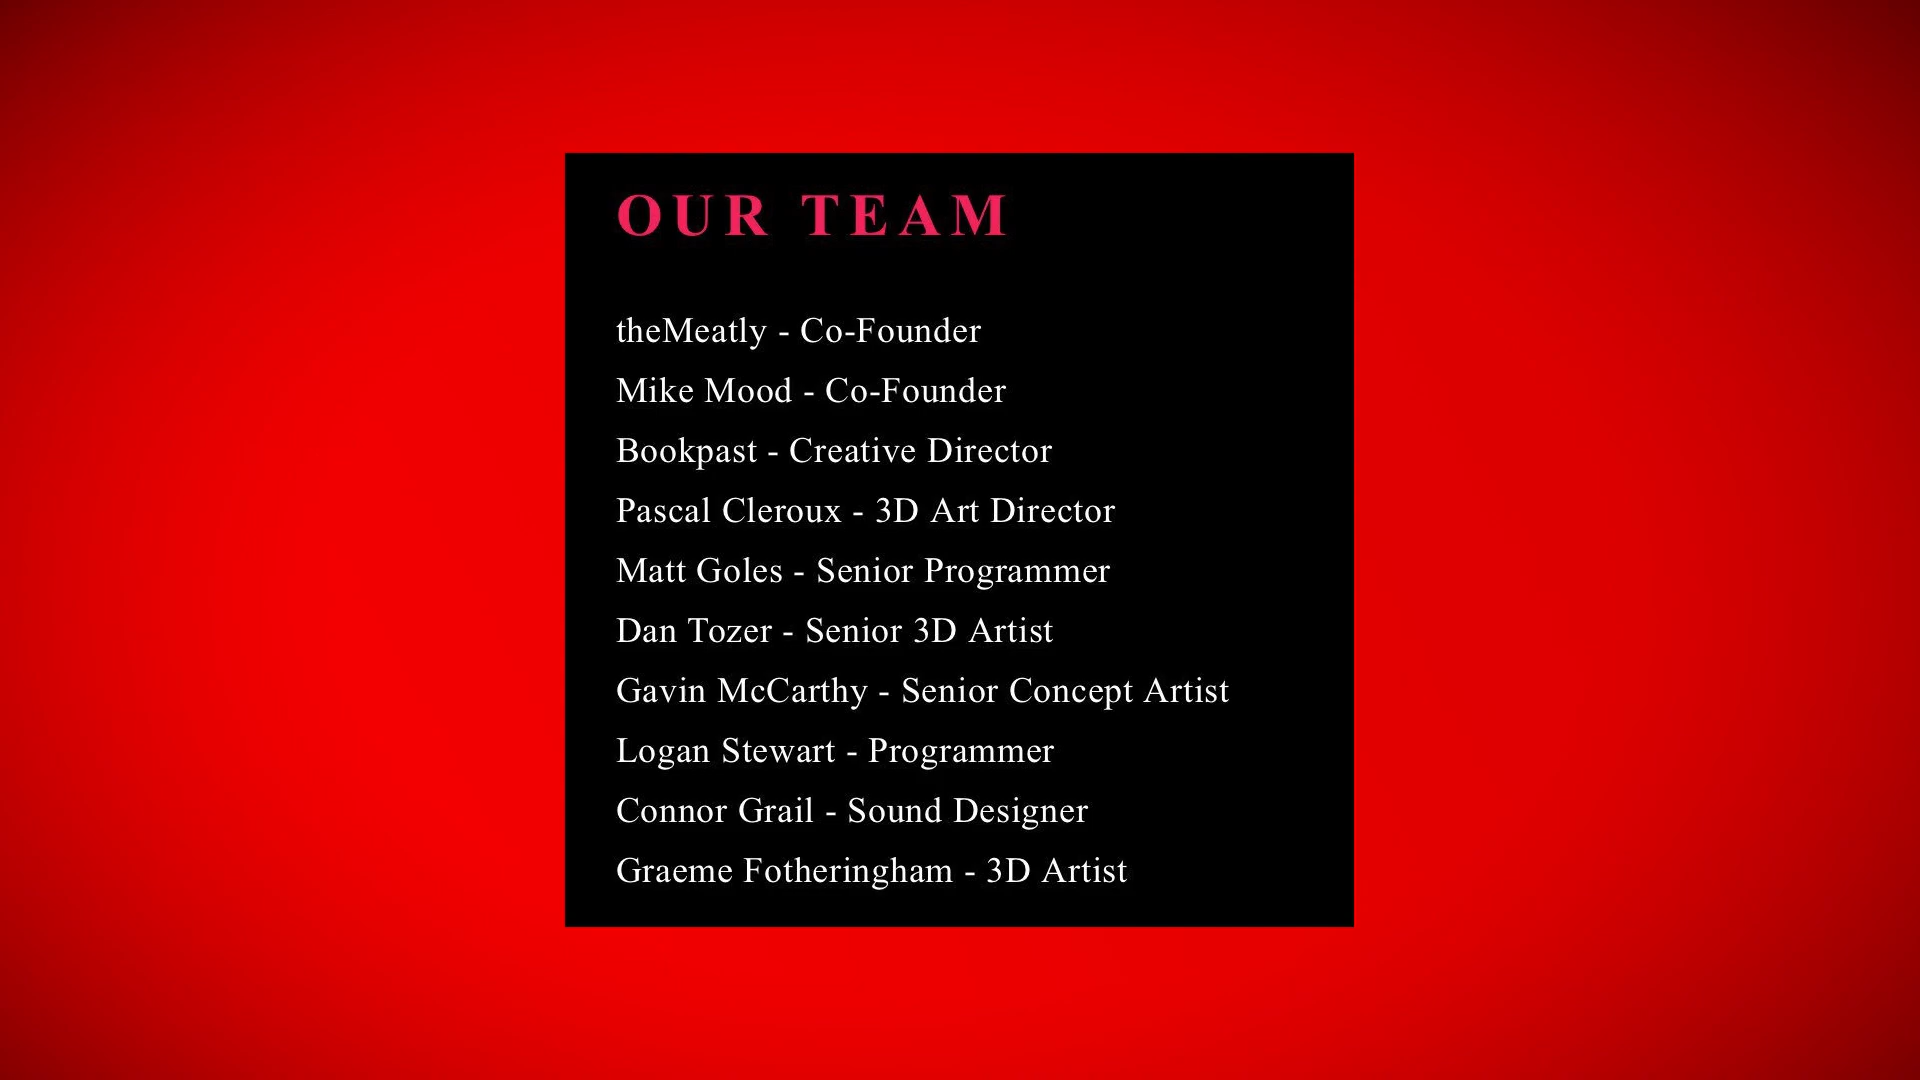 OUR TEAM
theMeatly - Co-Founder
Mike Mood - Co-Founder
Bookpast - Creative Director
Pascal Cleroux - 3D Art Director
Matt Goles - Senior Programmer
Dan Tozer - Senior 3D Artist
Gavin McCarthy - Senior Concept Artist
Logan Stewart - Programmer
Connor Grail - Sound Designer
Graeme Fotheringham - 3D Artist